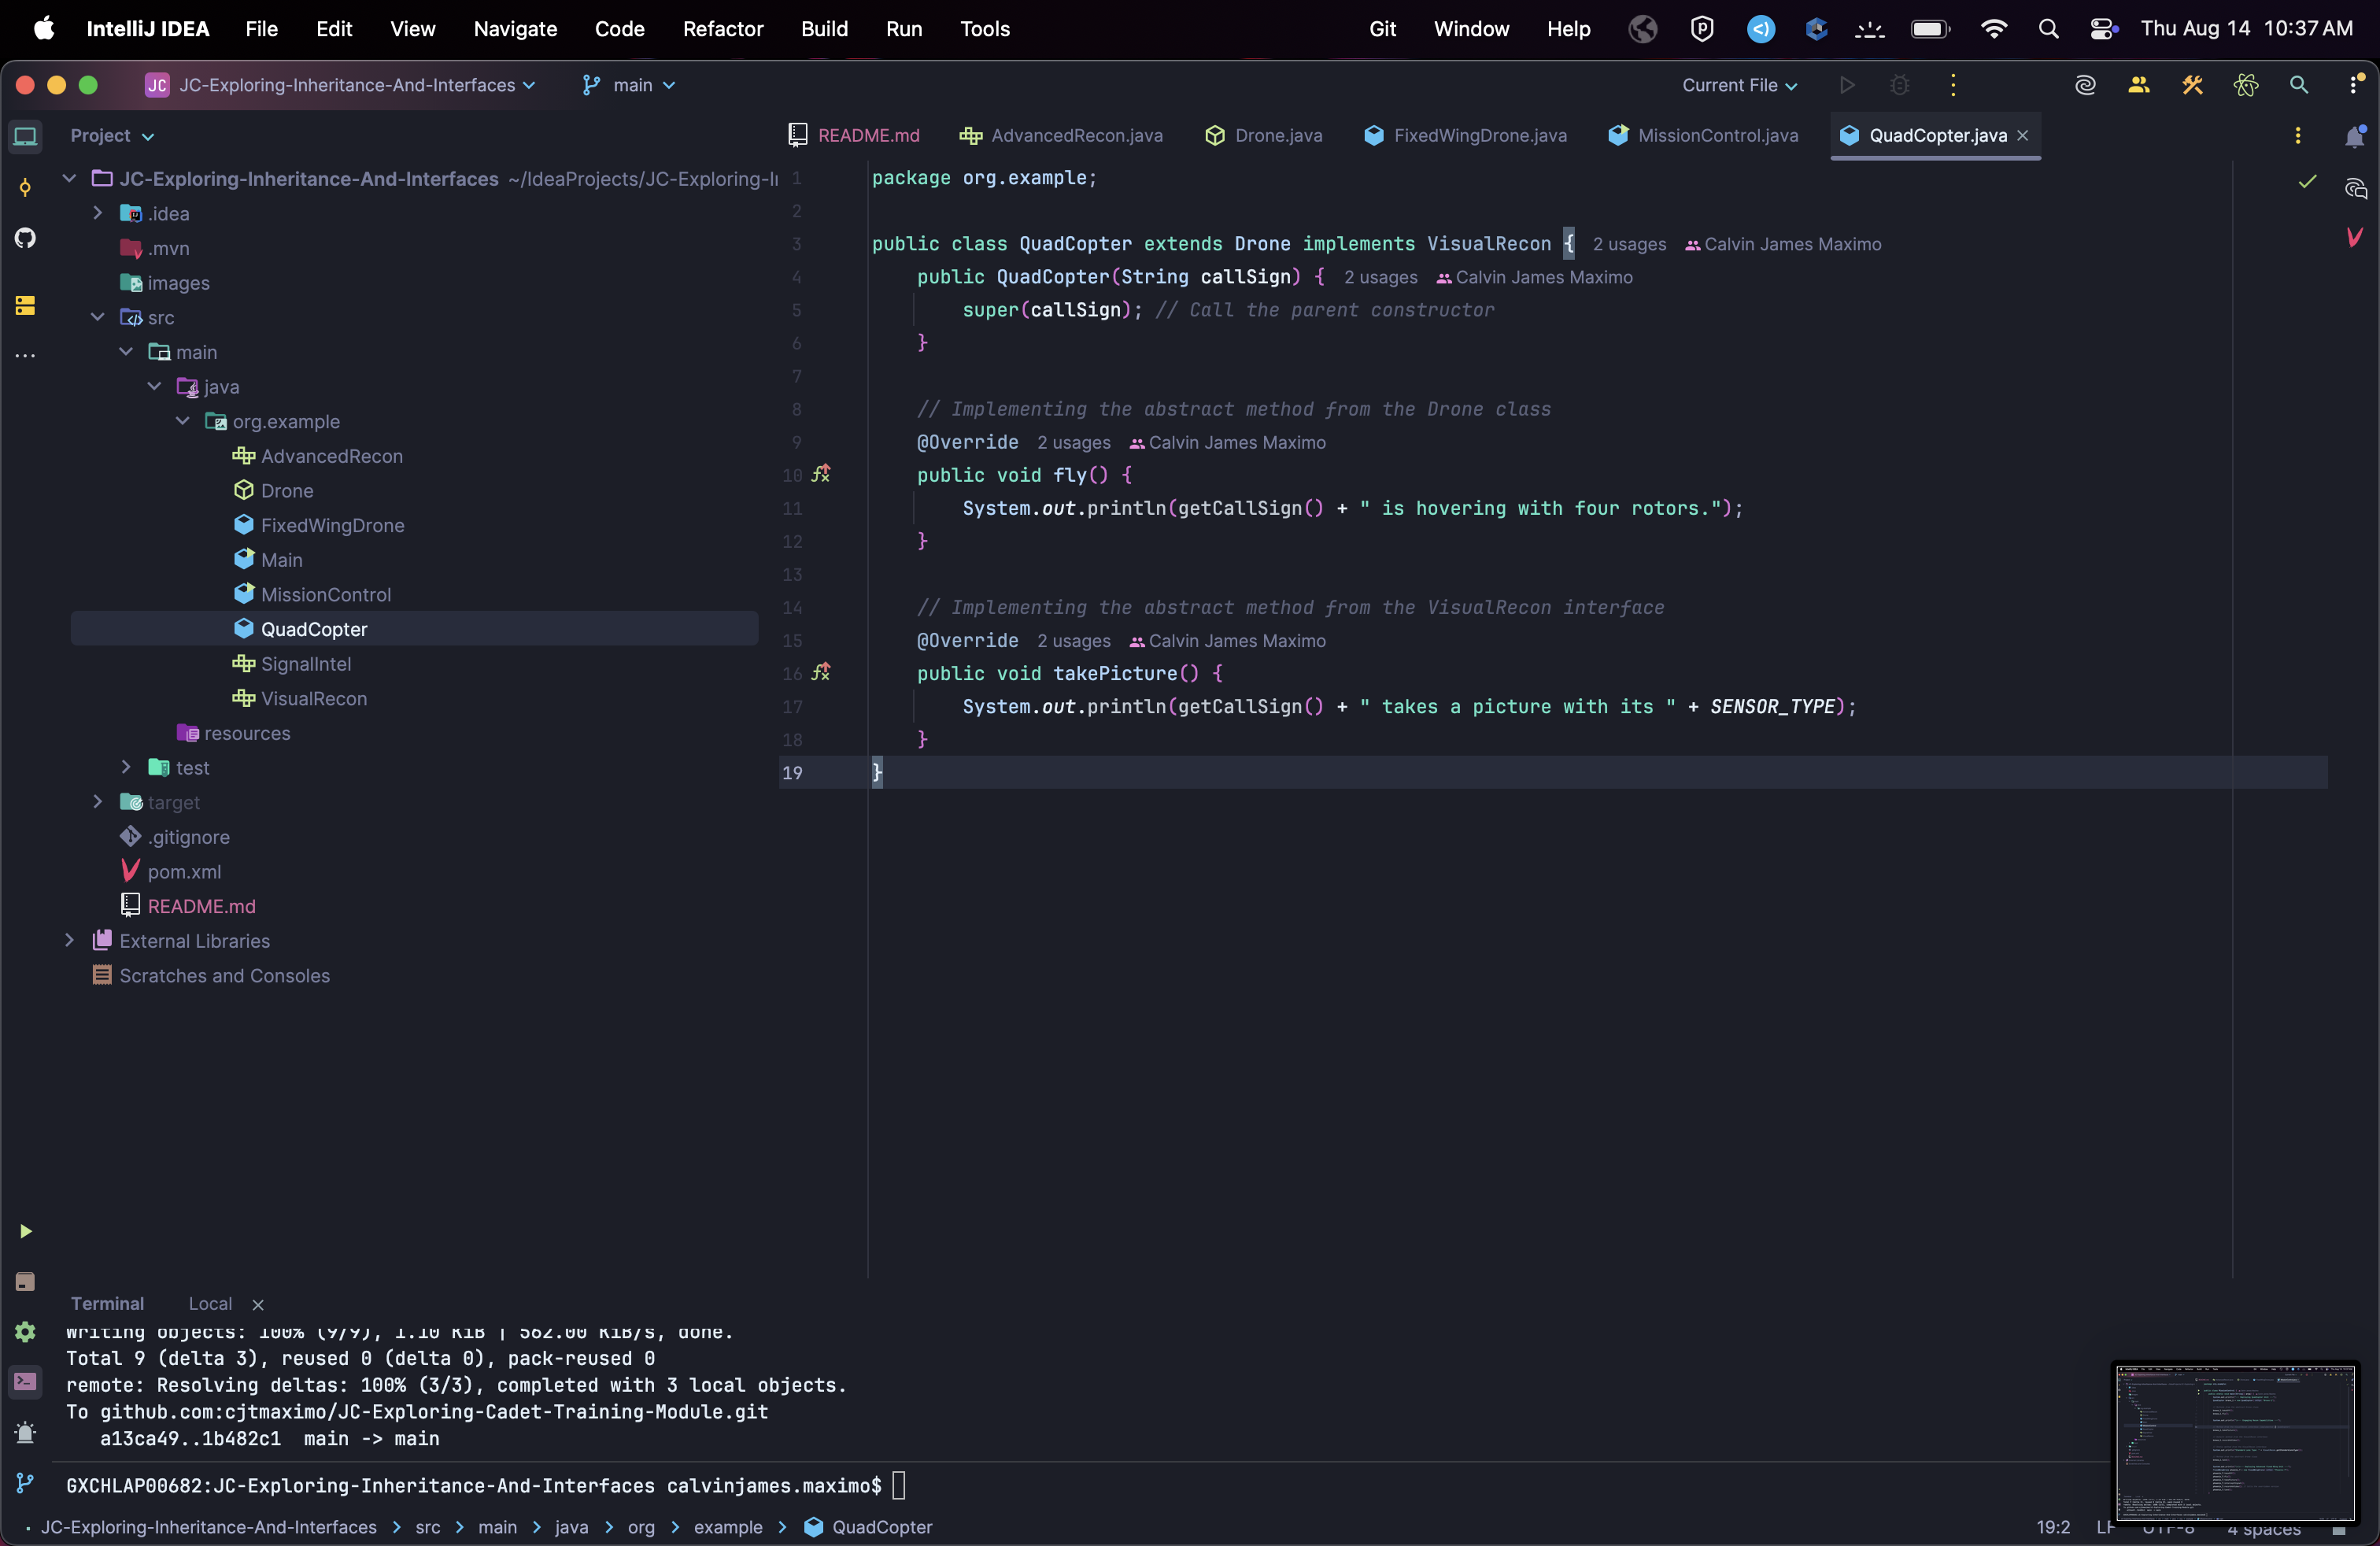 IntelliJ IDEA File Edit View Navigate Code Refactor Build Run Tools Git Window Help Thu Aug 14 10:37 AM
JC JC-Exploring-Inheritance-And-Interfaces main Current File
Project
README.md AdvancedRecon.java Drone.java FixedWingDrone.java MissionControl.java QuadCopter.java
JC-Exploring-Inheritance-And-Interfaces ~/IdeaProjects/JC-Exploring-I
.idea
.mvn
images
src
main
java
org.example
AdvancedRecon
Drone
FixedWingDrone
Main
MissionControl
QuadCopter
SignalIntel
VisualRecon
resources
test
target
.gitignore
pom.xml
README.md
External Libraries
Scratches and Consoles
1 package org.example;
2
3 public class QuadCopter extends Drone implements VisualRecon { 2 usages Calvin James Maximo
4 public QuadCopter(String callSign) { 2 usages Calvin James Maximo
5 super(callSign); // Call the parent constructor
6 }
7
8 // Implementing the abstract method from the Drone class
9 @Override 2 usages Calvin James Maximo
10 public void fly() {
11 System.out.println(getCallSign() + " is hovering with four rotors.");
12 }
13
14 // Implementing the abstract method from the VisualRecon interface
15 @Override 2 usages Calvin James Maximo
16 public void takePicture() {
17 System.out.println(getCallSign() + " takes a picture with its " + SENSOR_TYPE);
18 }
19 }
Terminal Local
Writing objects: 100% (9/9), 1.10 KiB | 562.00 KiB/s, done.
Total 9 (delta 3), reused 0 (delta 0), pack-reused 0
remote: Resolving deltas: 100% (3/3), completed with 3 local objects.
To github.com:cjtmaximo/JC-Exploring-Cadet-Training-Module.git
a13ca49..1b482c1 main -> main
GXCHLAP00682:JC-Exploring-Inheritance-And-Interfaces calvinjames.maximo$
JC-Exploring-Inheritance-And-Interfaces > src > main > java > org > example > QuadCopter
19:2 LF UTF-8 4 spaces